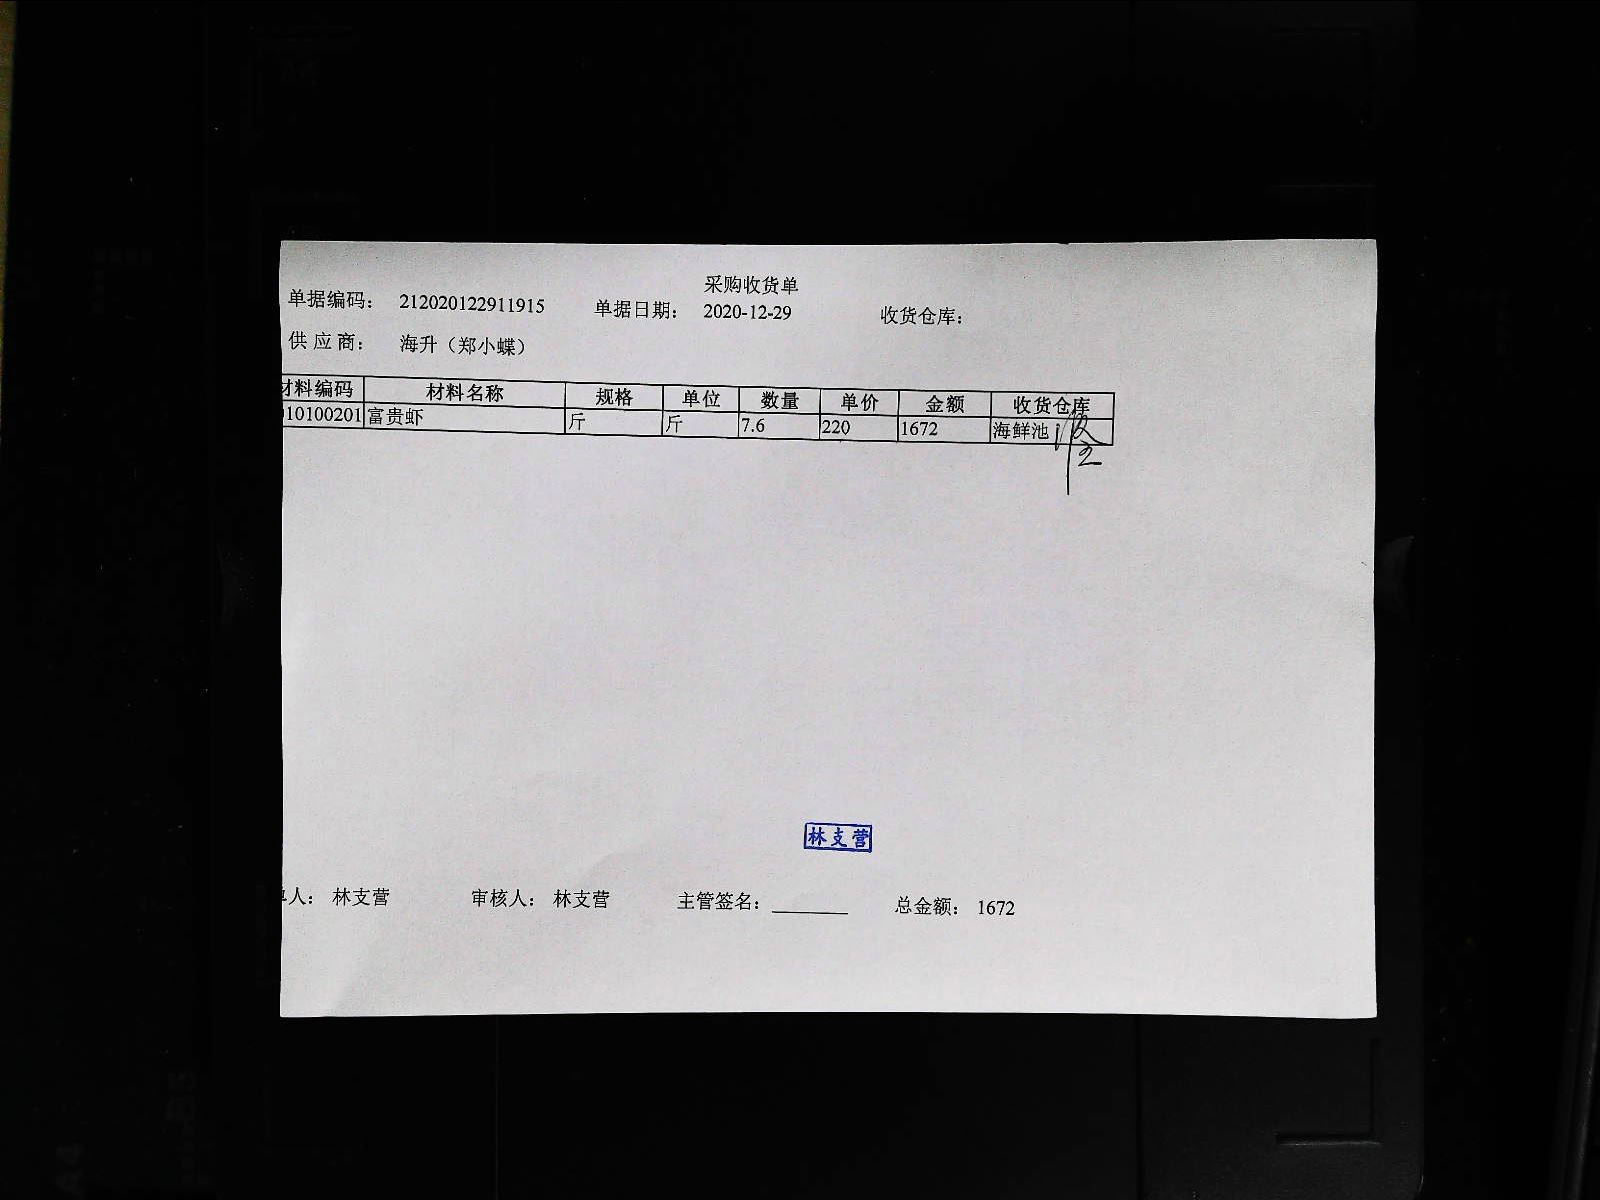 采购收货单
单据编码： 212020122911915 单据日期： 2020-12-29 收货仓库：
供 应 商： 海升（郑小蝶）
材料编码 材料名称 规格 单位 数量 单价 金额 收货仓库
10100201 富贵虾 斤 斤 7.6 220 1672 海鲜池
林支营
单人： 林支营 审核人： 林支营 主管签名： 总金额： 1672